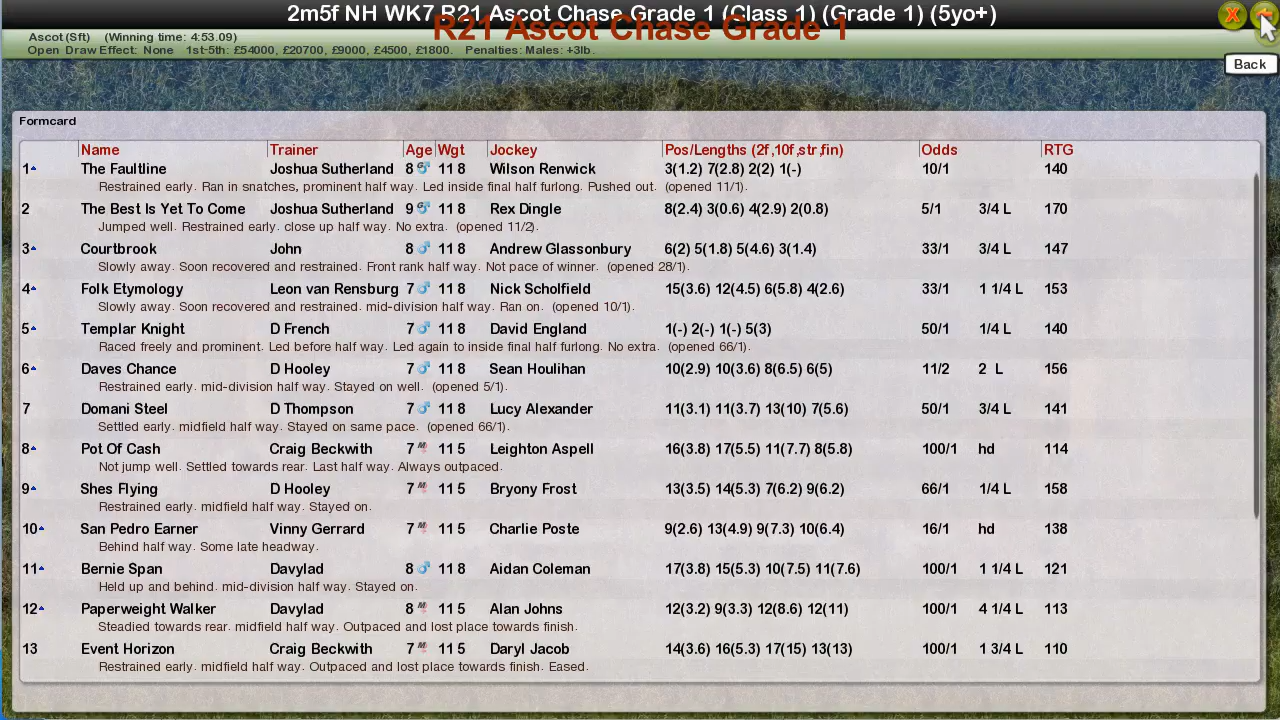 2m5f NH WK7 R21 Ascot Chase Grade 1 (Class 1) (Grade 1) (5yo+)
R21 Ascot Chase Grade 1
X
Ascot (Sft) (Winning time: 4:53.09)
Open Draw Effect: None 1st-5th: £54000, £20700, £9000, £4500, £1800. Penalties: Males: +3lb.
Back
Formcard
Name Trainer Age Wgt Jockey Pos/Lengths (2f,10f,str,fin) Odds RTG
1 The Faultline Joshua Sutherland 8 11 8 Wilson Renwick 3(1.2) 7(2.8) 2(2) 1(-) 10/1 140
Restrained early. Ran in snatches, prominent half way. Led inside final half furlong. Pushed out. (opened 11/1).
2 The Best Is Yet To Come Joshua Sutherland 9 11 8 Rex Dingle 8(2.4) 3(0.6) 4(2.9) 2(0.8) 5/1 3/4 L 170
Jumped well. Restrained early. close up half way. No extra. (opened 11/2).
3 Courtbrook John 8 11 8 Andrew Glassonbury 6(2) 5(1.8) 5(4.6) 3(1.4) 33/1 3/4 L 147
Slowly away. Soon recovered and restrained. Front rank half way. Not pace of winner. (opened 28/1).
4 Folk Etymology Leon van Rensburg 7 11 8 Nick Scholfield 15(3.6) 12(4.5) 6(5.8) 4(2.6) 33/1 1 1/4 L 153
Slowly away. Soon recovered and restrained. mid-division half way. Ran on. (opened 10/1).
5 Templar Knight D French 7 11 8 David England 1(-) 2(-) 1(-) 5(3) 50/1 1/4 L 140
Raced freely and prominent. Led before half way. Led again to inside final half furlong. No extra. (opened 66/1).
6 Daves Chance D Hooley 7 11 8 Sean Houlihan 10(2.9) 10(3.6) 8(6.5) 6(5) 11/2 2 L 156
Restrained early. mid-division half way. Stayed on well. (opened 5/1).
7 Domani Steel D Thompson 7 11 8 Lucy Alexander 11(3.1) 11(3.7) 13(10) 7(5.6) 50/1 3/4 L 141
Settled early. midfield half way. Stayed on same pace. (opened 66/1).
8 Pot Of Cash Craig Beckwith 7 11 5 Leighton Aspell 16(3.8) 17(5.5) 11(7.7) 8(5.8) 100/1 hd 114
Not jump well. Settled towards rear. Last half way. Always outpaced.
9 Shes Flying D Hooley 7 11 5 Bryony Frost 13(3.5) 14(5.3) 7(6.2) 9(6.2) 66/1 1/4 L 158
Restrained early. midfield half way. Stayed on.
10 San Pedro Earner Vinny Gerrard 7 11 5 Charlie Poste 9(2.6) 13(4.9) 9(7.3) 10(6.4) 16/1 hd 138
Behind half way. Some late headway.
11 Bernie Span Davylad 8 11 8 Aidan Coleman 17(3.8) 15(5.3) 10(7.5) 11(7.6) 100/1 1 1/4 L 121
Held up and behind. mid-division half way. Stayed on.
12 Paperweight Walker Davylad 8 11 5 Alan Johns 12(3.2) 9(3.3) 12(8.6) 12(11) 100/1 4 1/4 L 113
Steadied towards rear. midfield half way. Outpaced and lost place towards finish.
13 Event Horizon Craig Beckwith 7 11 5 Daryl Jacob 14(3.6) 16(5.3) 17(15) 13(13) 100/1 1 3/4 L 110
Restrained early. midfield half way. Outpaced and lost place towards finish. Eased.